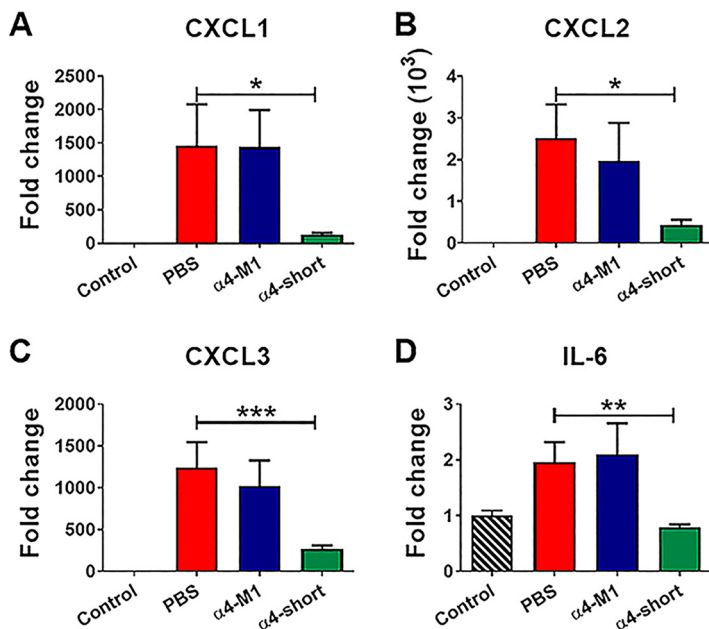 A
CXCL1
Fold change
2500
2000
1500
1000
500
0
*
Control
PBS
α4-M1
α4-short
B
CXCL2
Fold change (10³)
4
3
2
1
0
*
Control
PBS
α4-M1
α4-short
C
CXCL3
Fold change
2000
1500
1000
500
0
***
Control
PBS
α4-M1
α4-short
D
IL-6
Fold change
3
2
1
0
**
Control
PBS
α4-M1
α4-short